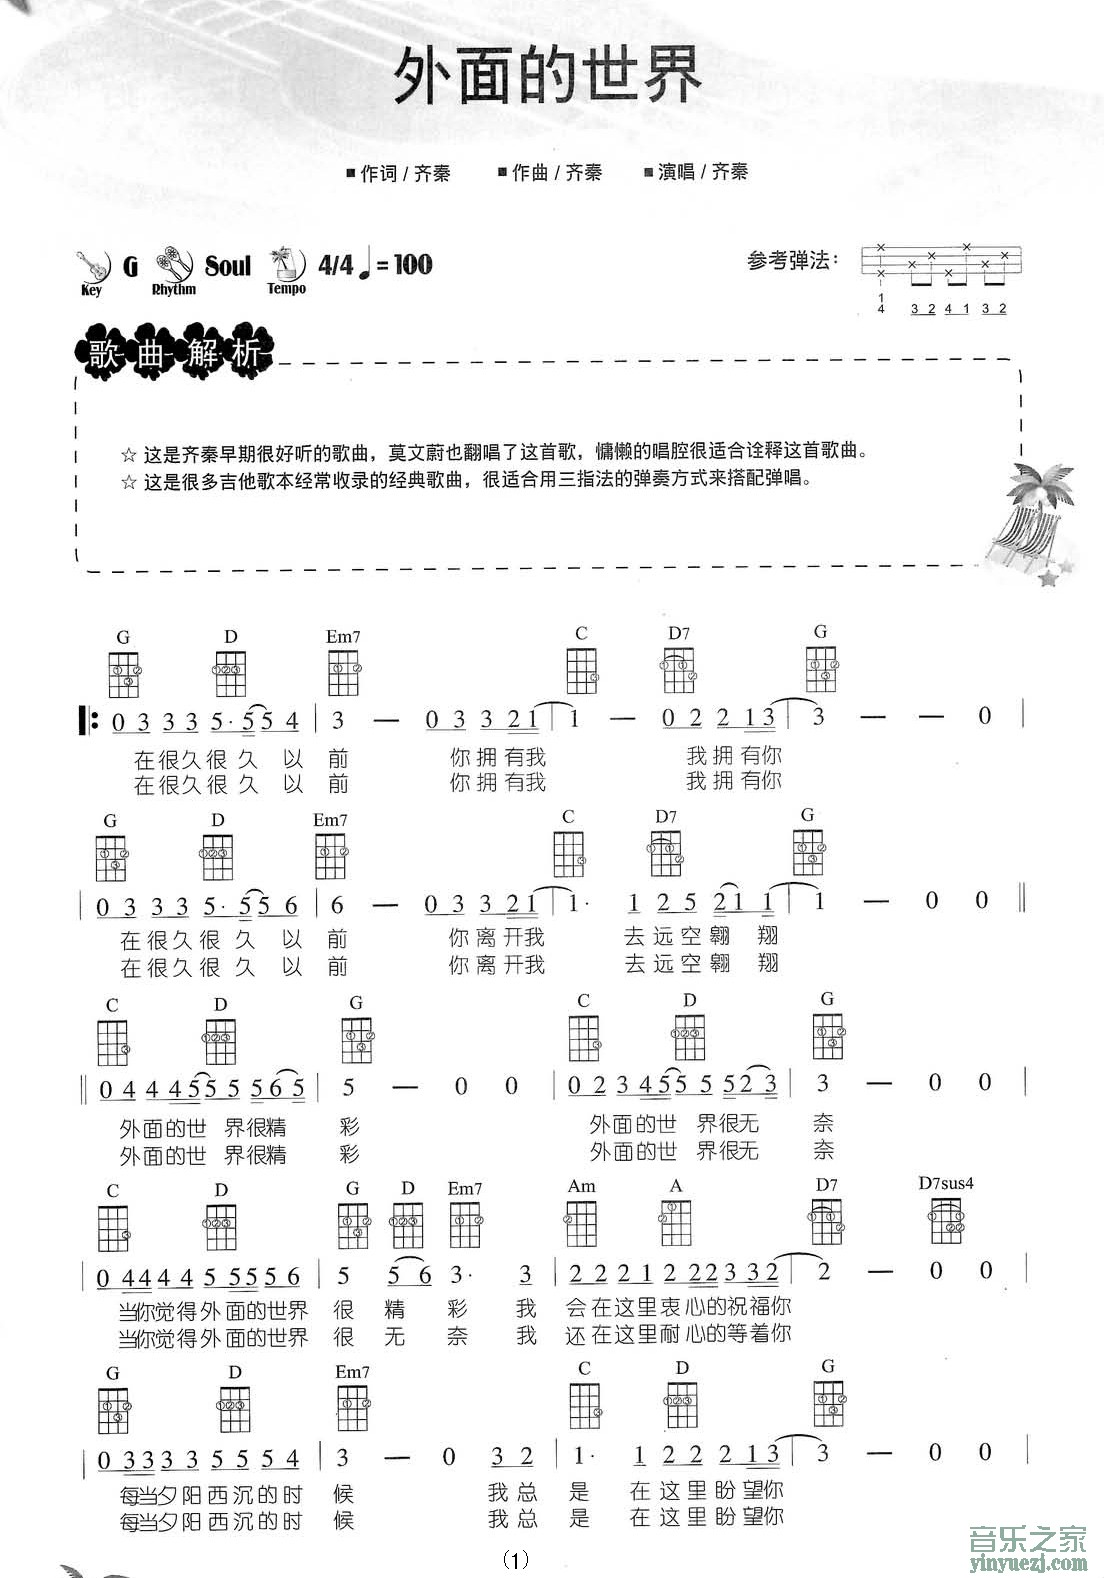 外面的世界
■作词/齐秦 ■作曲/齐秦 ■演唱/齐秦
Key G Rhythm Soul Tempo 4/4 ♩=100 参考弹法:
1
4 3 2 4 1 3 2
歌曲解析
☆ 这是齐秦早期很好听的歌曲，莫文蔚也翻唱了这首歌，慵懒的唱腔很适合诠释这首歌曲。
☆ 这是很多吉他歌本经常收录的经典歌曲，很适合用三指法的弹奏方式来搭配弹唱。
G D Em7 C D7 G
0 3 3 3 5· 5 5 4 | 3 — 0 3 3 2 1 | 1 — 0 2 2 1 3 | 3 — — 0 |
在很久很久以前 你拥有我 我拥有你
在很久很久以前 你拥有我 我拥有你
G D Em7 C D7 G
| 0 3 3 3 5· 5 5 6 | 6 — 0 3 3 2 1 | 1· 1 2 5 2 1 1 | 1 — 0 0 ||
在很久很久以前 你离开我 去远空翱翔
在很久很久以前 你离开我 去远空翱翔
C D G C D G
|| 0 4 4 4 5 5 5 5 6 5 | 5 — 0 0 | 0 2 3 4 5 5 5 5 2 3 | 3 — 0 0 |
外面的世界很精彩 外面的世界很无奈
外面的世界很精彩 外面的世界很无奈
C D G D Em7 Am A D7 D7sus4
| 0 4 4 4 4 5 5 5 5 6 | 5 5 6 3· 3 | 2 2 2 1 2 2 2 3 3 2 | 2 — 0 0 |
当你觉得外面的世界很精彩 我会在这里衷心的祝福你
当你觉得外面的世界很无奈 我还在这里耐心的等着你
G D Em7 C D G
| 0 3 3 3 5 5 5 5 4 | 3 — 0 3 2 | 1· 1 2 2 2 1 3 | 3 — 0 0 |
每当夕阳西沉的时候 我总是在这里盼望你
每当夕阳西沉的时候 我总是在这里盼望你
(1)
音乐之家
yinyuezj.com